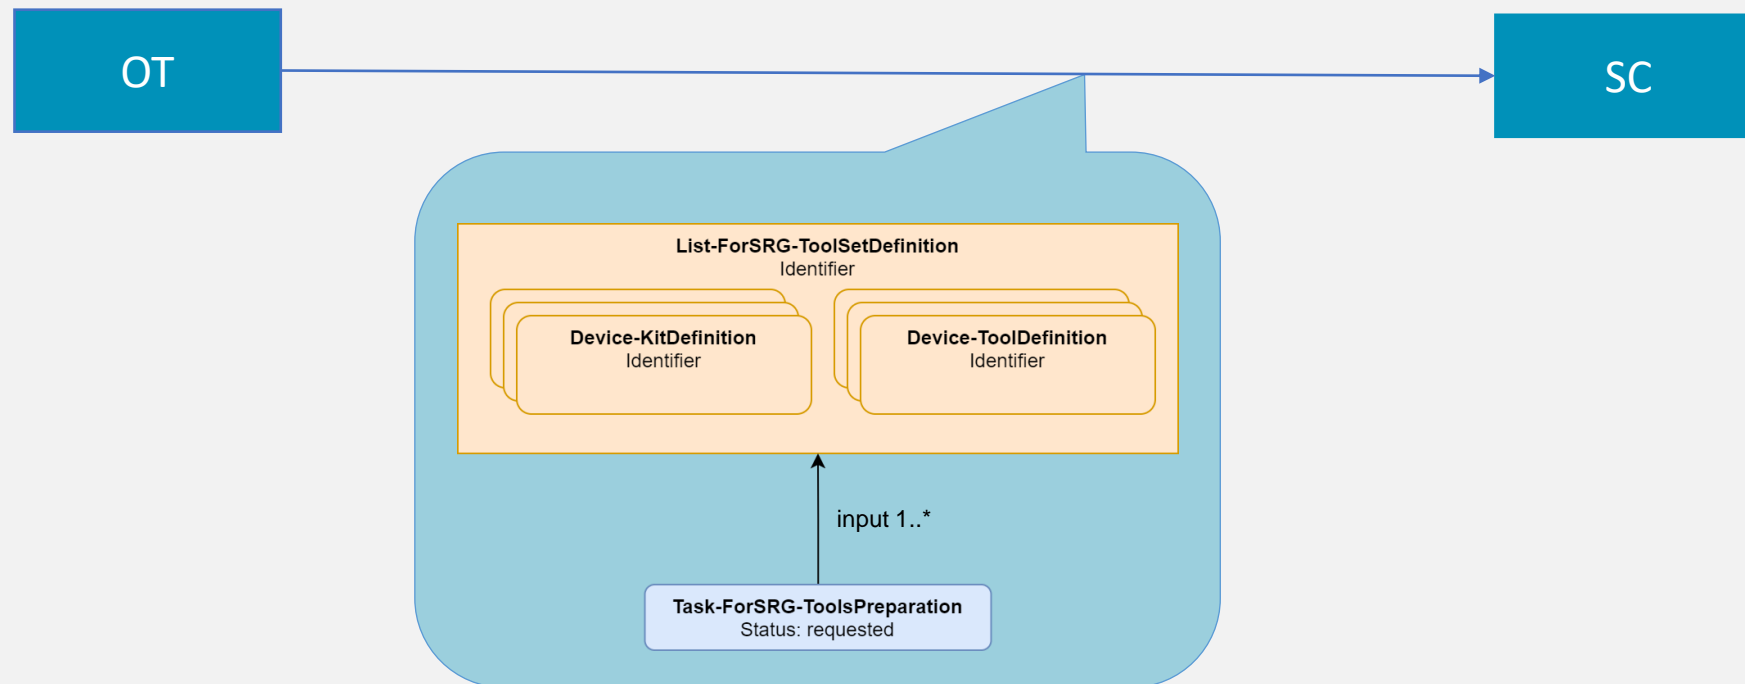 OT
SC
List-ForSRG-ToolSetDefinition
Identifier
Device-KitDefinition
Identifier
Device-ToolDefinition
Identifier
input 1..*
Task-ForSRG-ToolsPreparation
Status: requested